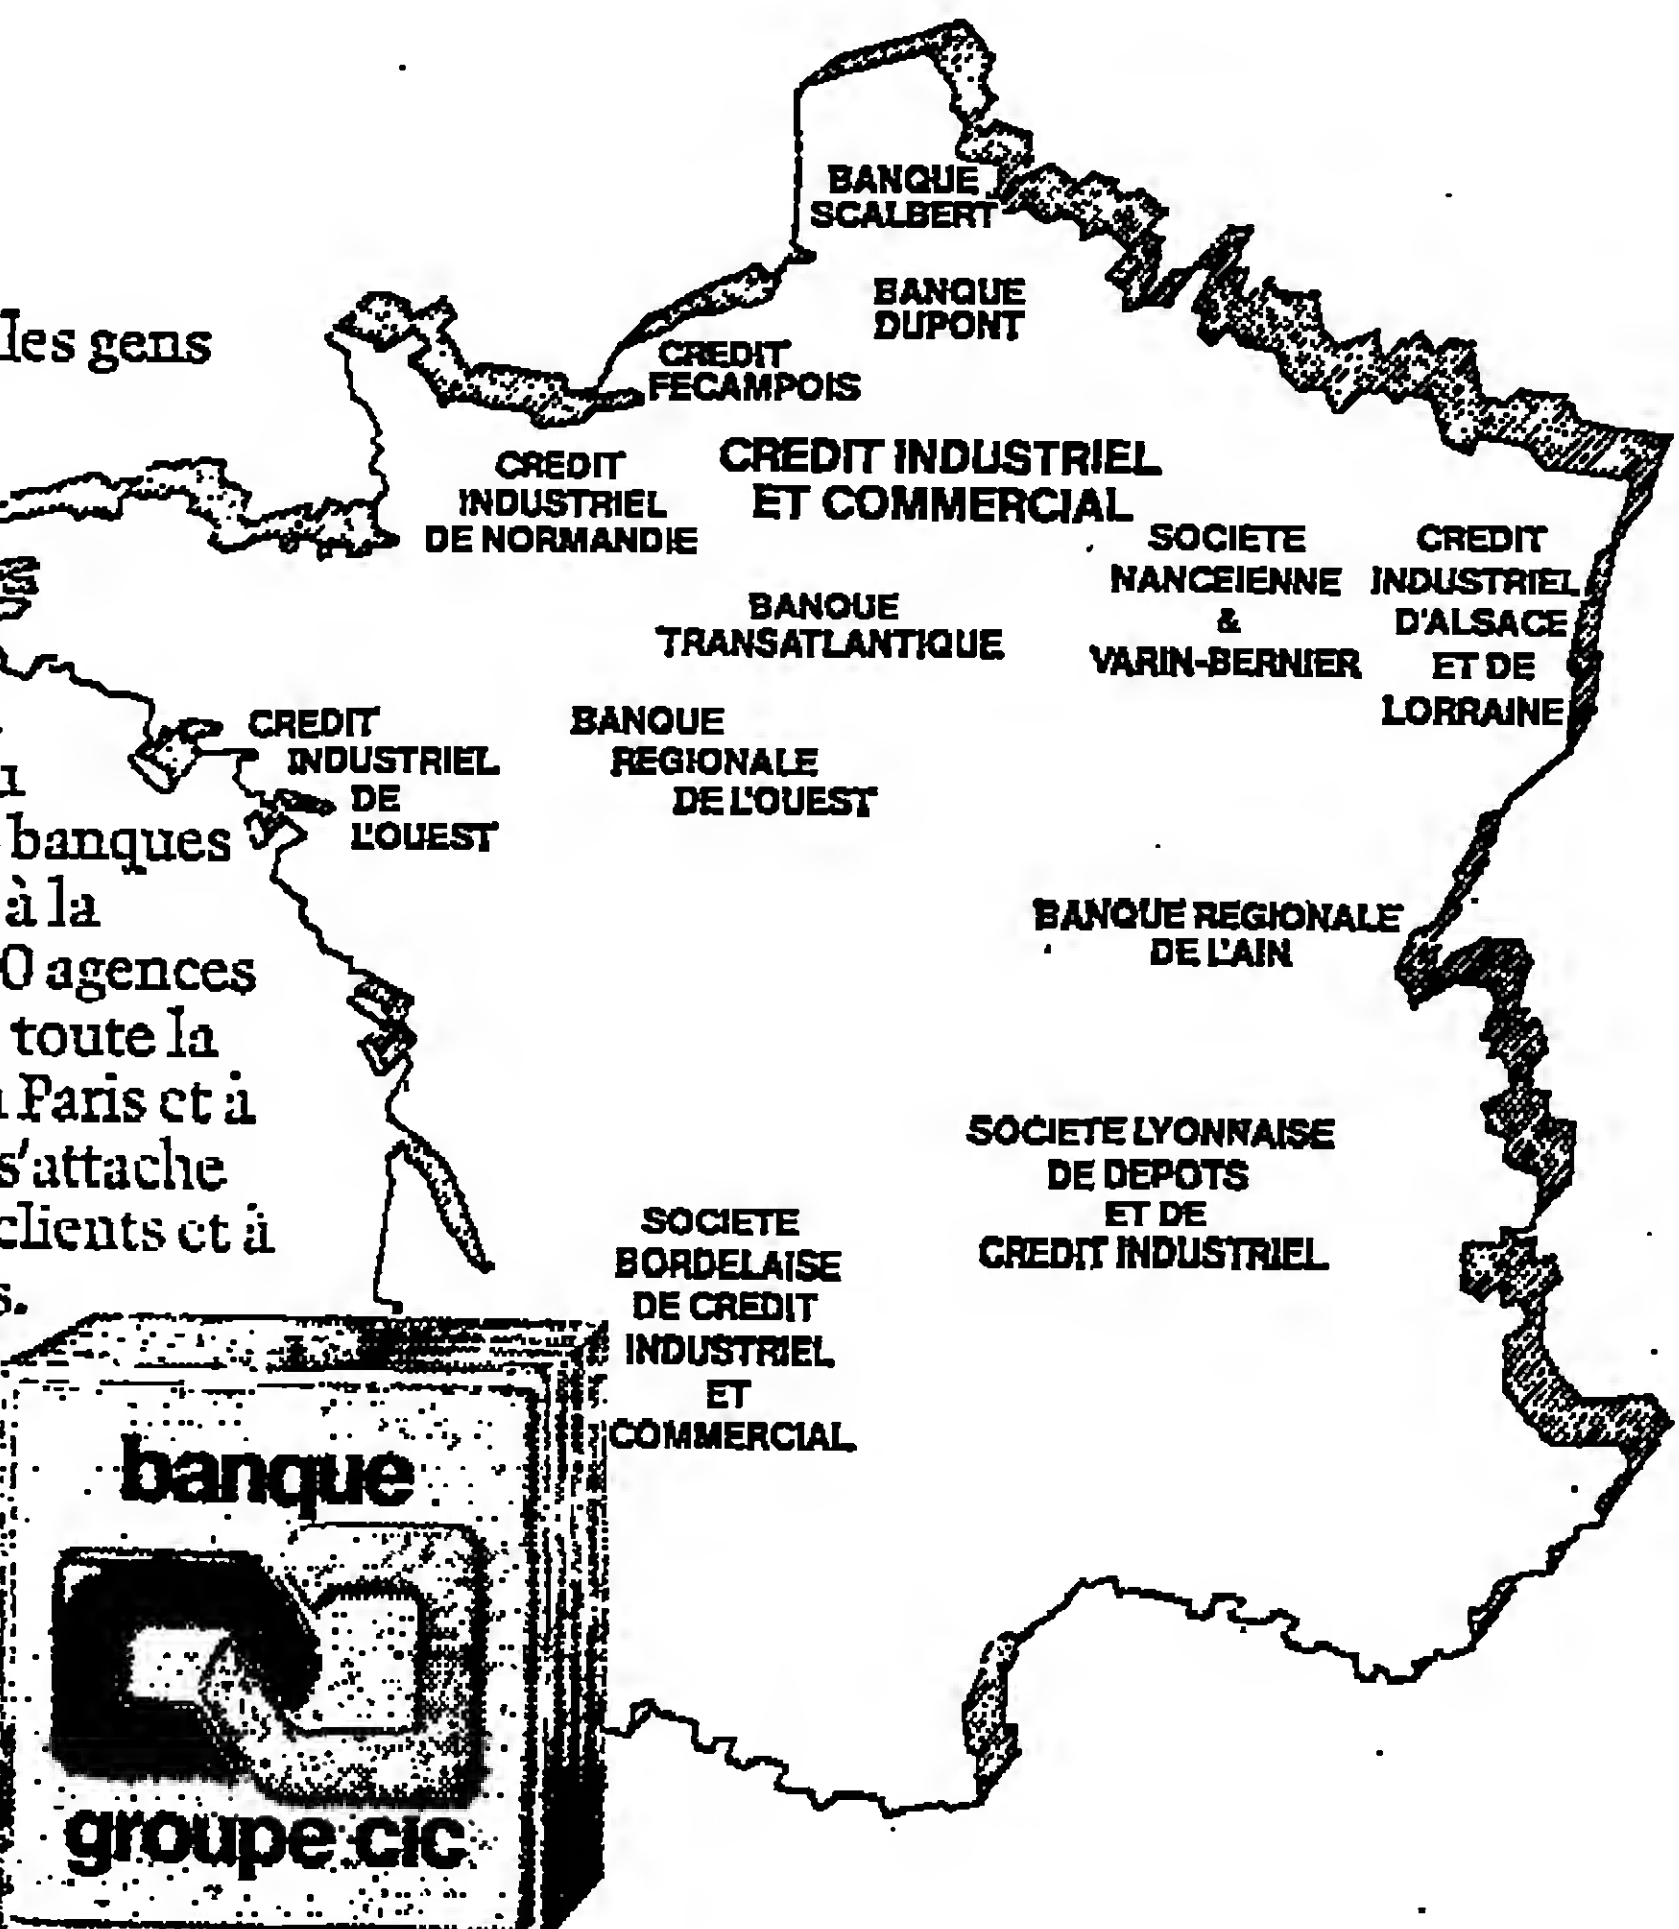 les gens
banques
à la
0 agences
toute la
Paris et à
s'attache
clients et à
s.
BANQUE
SCALBERT
BANQUE
DUPONT
CREDIT
FECAMPOIS
CREDIT INDUSTRIEL
ET COMMERCIAL
CREDIT
INDUSTRIEL
DE NORMANDIE
SOCIETE
NANCEIENNE
&
VARIN-BERNIER
CREDIT
INDUSTRIEL
D'ALSACE
ET DE
LORRAINE
BANQUE
TRANSATLANTIQUE
CREDIT
INDUSTRIEL
DE
L'OUEST
BANQUE
REGIONALE
DE L'OUEST
BANQUE REGIONALE
DE L'AIN
SOCIETE LYONNAISE
DE DEPOTS
ET DE
CREDIT INDUSTRIEL
SOCIETE
BORDELAISE
DE CREDIT
INDUSTRIEL
ET
COMMERCIAL
banque
groupe cic